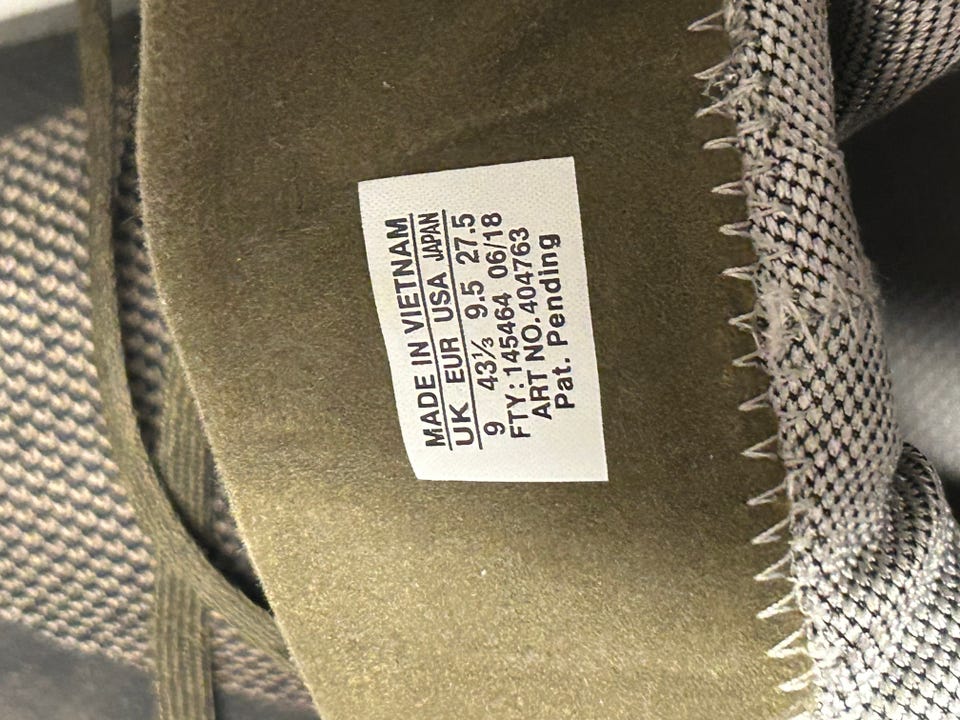 MADE IN VIETNAM
UK EUR USA JAPAN
9 43⅓ 9.5 27.5
FTY: 145464 06/18
ART NO. 404763
Pat. Pending